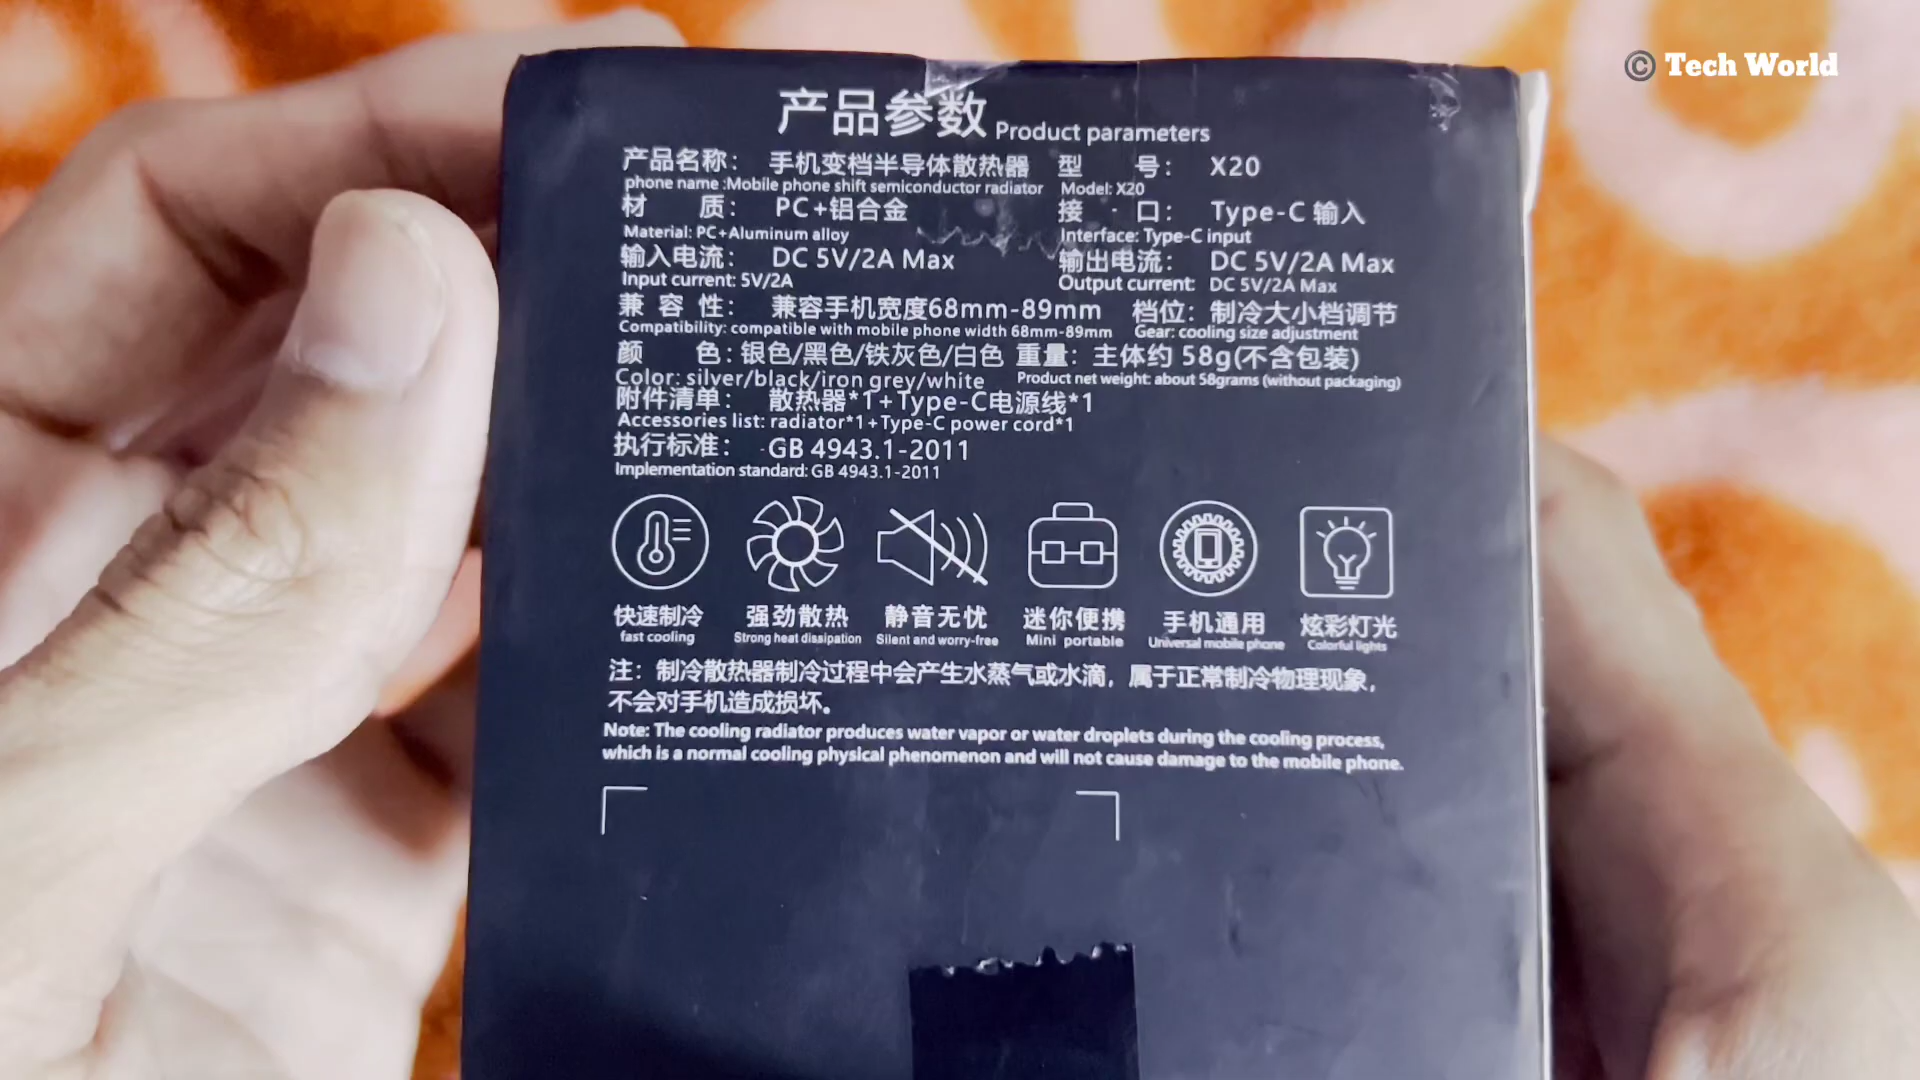 © Tech World
产品参数 Product parameters
产品名称： 手机变档半导体散热器 型 号： X20
phone name :Mobile phone shift semiconductor radiator Model: X20
材 质： PC+铝合金 接 口： Type-C 输入
Material: PC+Aluminum alloy Interface: Type-C input
输入电流： DC 5V/2A Max 输出电流： DC 5V/2A Max
Input current: 5V/2A Output current: DC 5V/2A Max
兼 容 性： 兼容手机宽度68mm-89mm 档位： 制冷大小档调节
Compatibility: compatible with mobile phone width 68mm-89mm Gear: cooling size adjustment
颜 色：银色/黑色/铁灰色/白色 重量： 主体约 58g(不含包装)
Color: silver/black/iron grey/white Product net weight: about 58grams (without packaging)
附件清单： 散热器*1+Type-C电源线*1
Accessories list: radiator*1+Type-C power cord*1
执行标准： GB 4943.1-2011
Implementation standard: GB 4943.1-2011
快速制冷 强劲散热 静音无忧 迷你便携 手机通用 炫彩灯光
fast cooling Strong heat dissipation Silent and worry-free Mini portable Universal mobile phone Colorful lights
注： 制冷散热器制冷过程中会产生水蒸气或水滴，属于正常制冷物理现象，
不会对手机造成损坏。
Note: The cooling radiator produces water vapor or water droplets during the cooling process,
which is a normal cooling physical phenomenon and will not cause damage to the mobile phone.